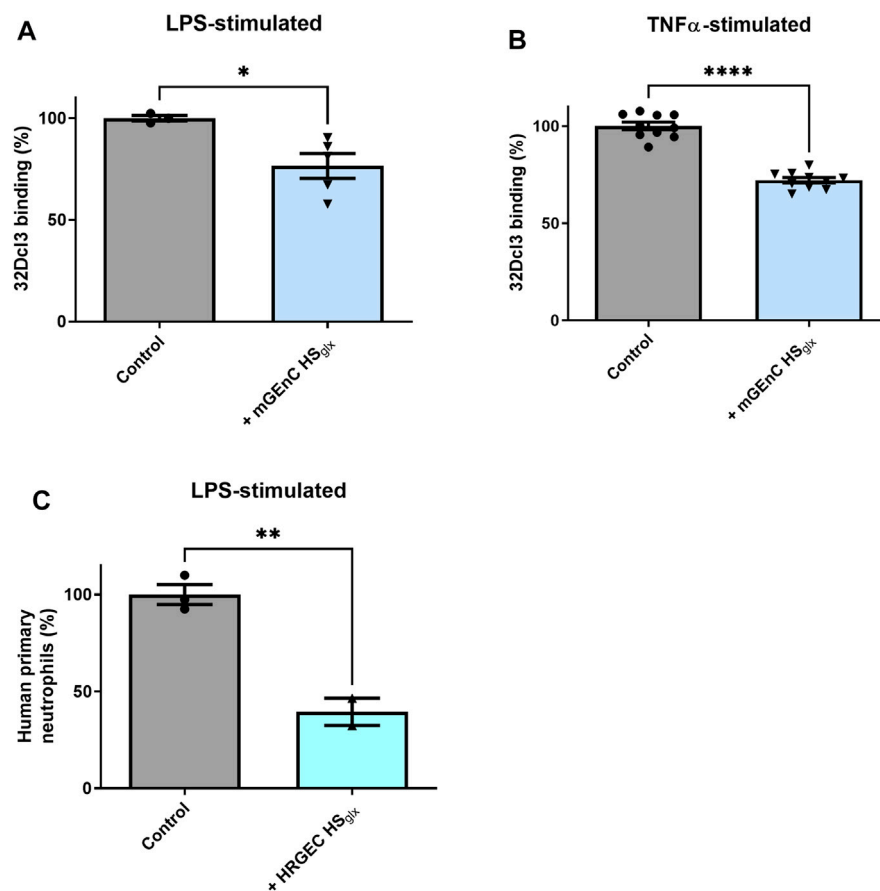 A
LPS-stimulated
*
32Dcl3 binding (%)
100
50
0
Control
+ mGEnC HSglx
B
TNFα-stimulated
****
32Dcl3 binding (%)
100
50
0
Control
+ mGEnC HSglx
C
LPS-stimulated
**
Human primary
neutrophils (%)
100
50
0
Control
+ HRGEC HSglx